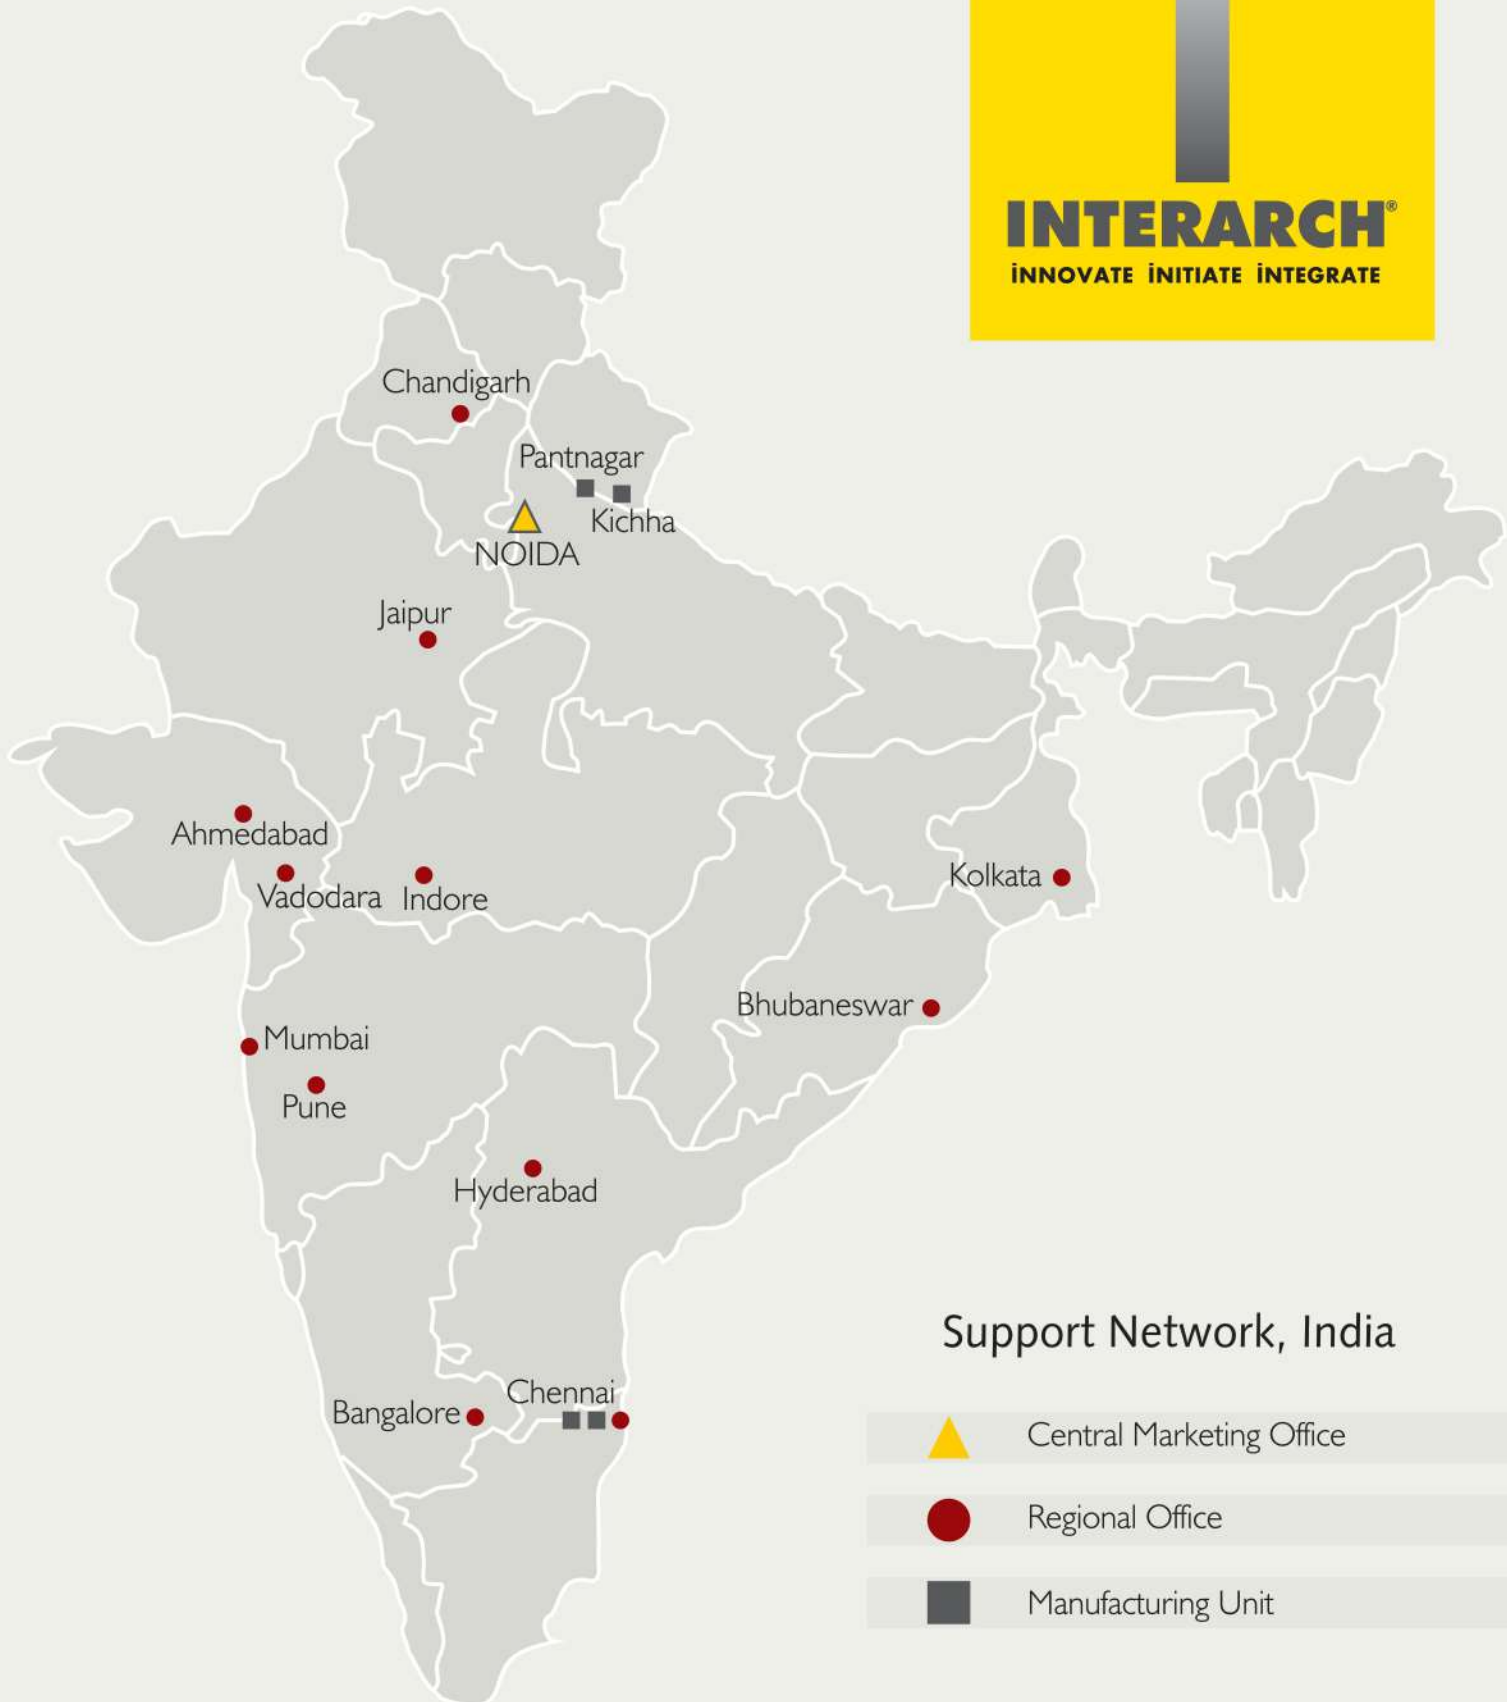 INTERARCH®
iNNOVATE iNITIATE iNTEGRATE
Chandigarh
Pantnagar
Kichha
NOIDA
Jaipur
Ahmedabad
Vadodara Indore
Kolkata
Bhubaneswar
Mumbai
Pune
Hyderabad
Support Network, India
Chennai
Bangalore
Central Marketing Office
Regional Office
Manufacturing Unit